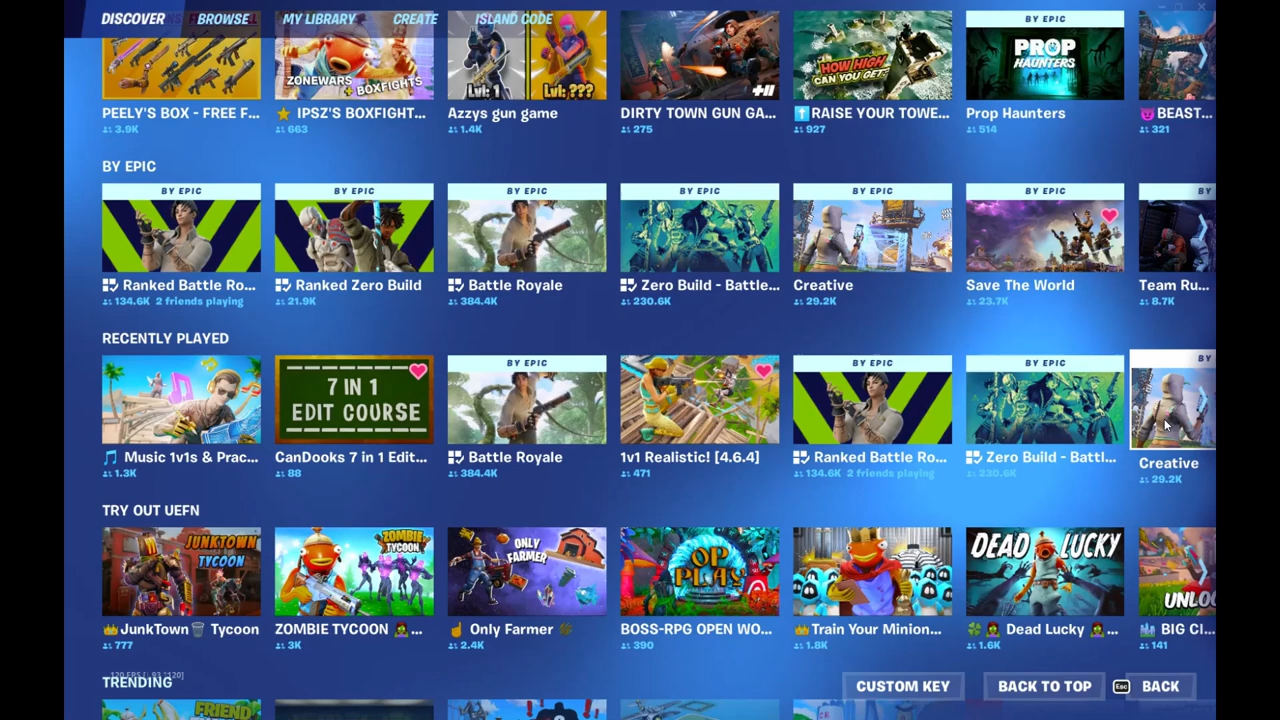 DISCOVER BROWSE MY LIBRARY CREATE ISLAND CODE
ZONEWARS + BOXFIGHTS
Lvl: 1 Lvl: ???
HOW HIGH CAN YOU GET?
BY EPIC
PROP HAUNTERS
PEELY'S BOX - FREE F...
⭐ IPSZ'S BOXFIGHT...
Azzys gun game
DIRTY TOWN GUN GA...
⬆️RAISE YOUR TOWE...
Prop Haunters
😈BEAST...
3.9K
663
1.4K
275
927
514
321
BY EPIC
BY EPIC
BY EPIC
BY EPIC
BY EPIC
BY EPIC
BY EPIC
BY
Ranked Battle Ro...
Ranked Zero Build
Battle Royale
Zero Build - Battle...
Creative
Save The World
Team Ru...
134.6K 2 friends playing
21.9K
384.4K
230.6K
29.2K
23.7K
8.7K
RECENTLY PLAYED
7 IN 1
EDIT COURSE
BY EPIC
BY EPIC
BY EPIC
BY
🎵 Music 1v1s & Prac...
CanDooks 7 in 1 Edit...
Battle Royale
1v1 Realistic! [4.6.4]
Ranked Battle Ro...
Zero Build - Battl...
Creative
1.3K
88
384.4K
471
134.6K 2 friends playing
230.6K
29.2K
TRY OUT UEFN
JUNKTOWN TYCOON
ZOMBIE TYCOON
ONLY FARMER
OP PLAY
DEAD LUCKY
UNLO
👑JunkTown🗑️ Tycoon
ZOMBIE TYCOON 🧟‍♀️...
☝️ Only Farmer
BOSS-RPG OPEN WO...
👑Train Your Minion...
🍀🧟‍♀️ Dead Lucky 🧟‍♀️...
🏙️ BIG CI...
777
3K
2.4K
390
1.8K
1.6K
141
TRENDING
CUSTOM KEY
BACK TO TOP
Esc BACK
FRIEND